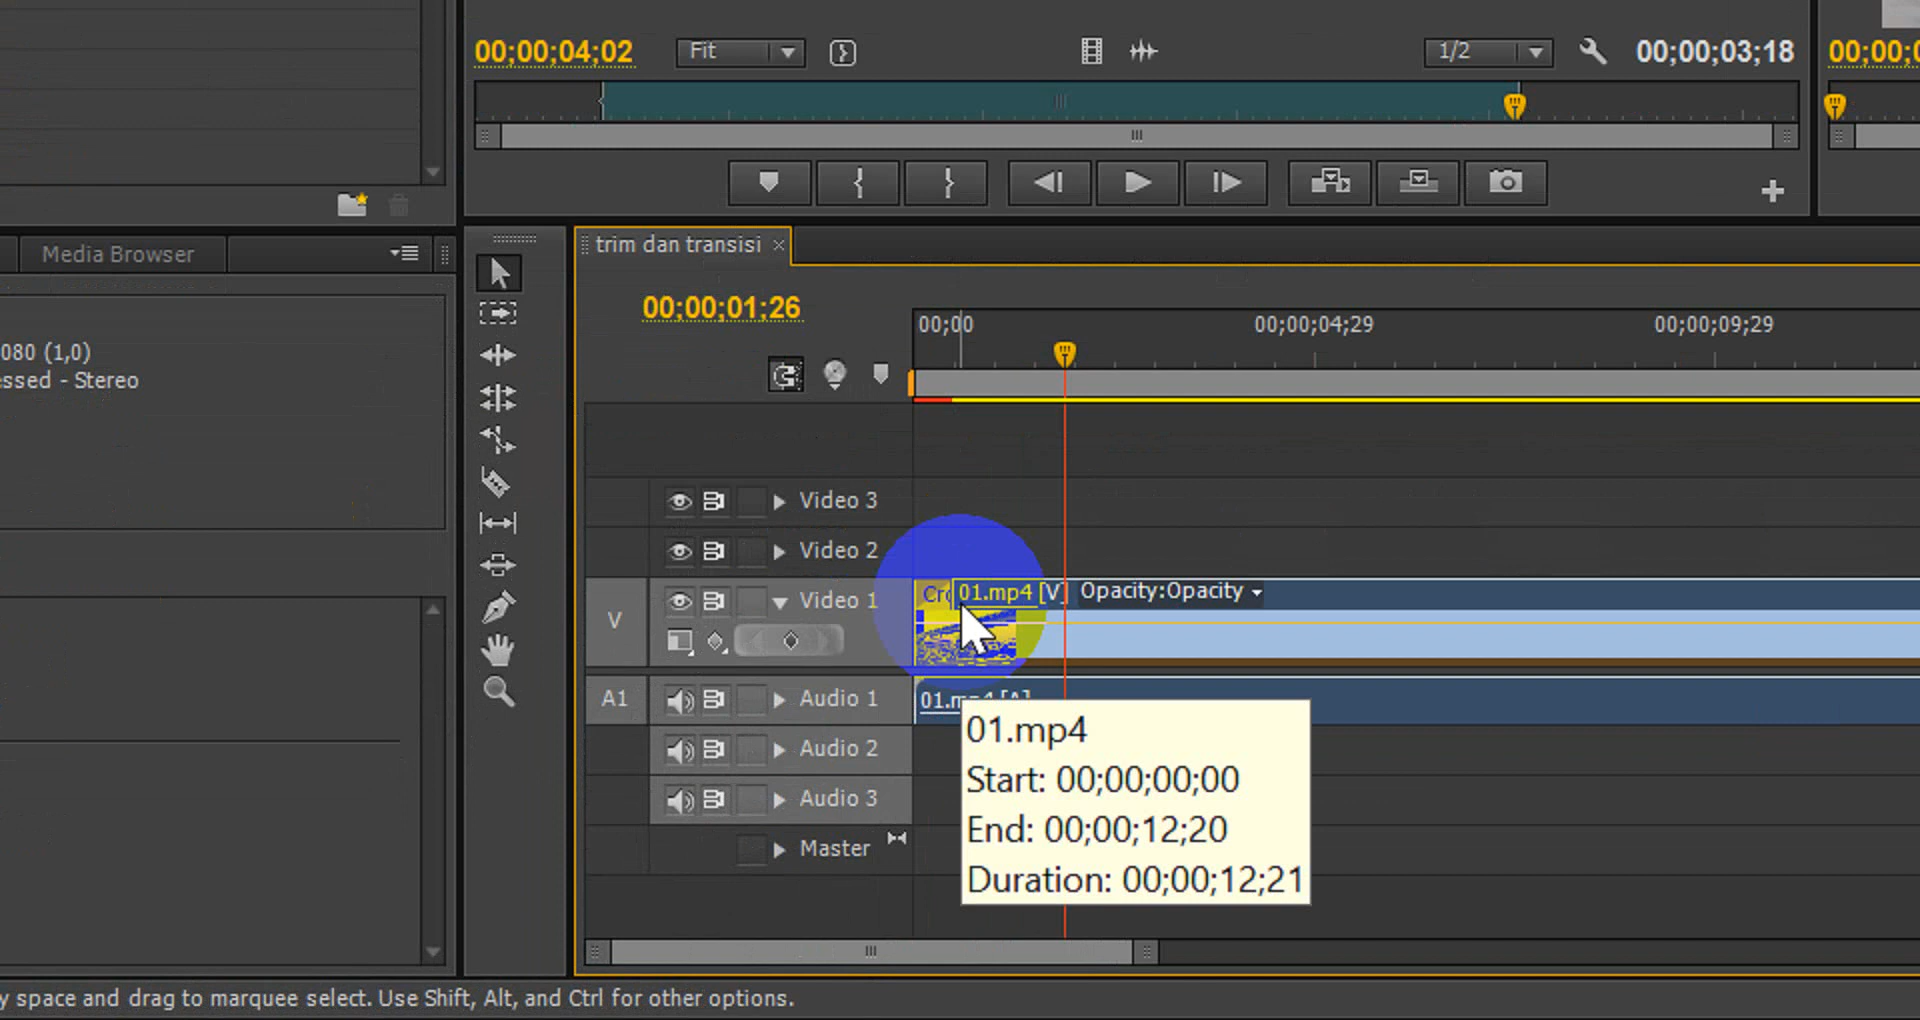 00;00;04;02
Fit
1/2
00;00;03;18
00;00;0
Media Browser
trim dan transisi
00;00;01;26
00;00
00;00;04;29
00;00;09;29
080 (1,0)
ssed - Stereo
Video 3
Video 2
V
Video 1
Cro
01.mp4 [V]
Opacity:Opacity
A1
Audio 1
01.mp4 [A]
Audio 2
Audio 3
Master
01.mp4
Start: 00;00;00;00
End: 00;00;12;20
Duration: 00;00;12;21
y space and drag to marquee select. Use Shift, Alt, and Ctrl for other options.